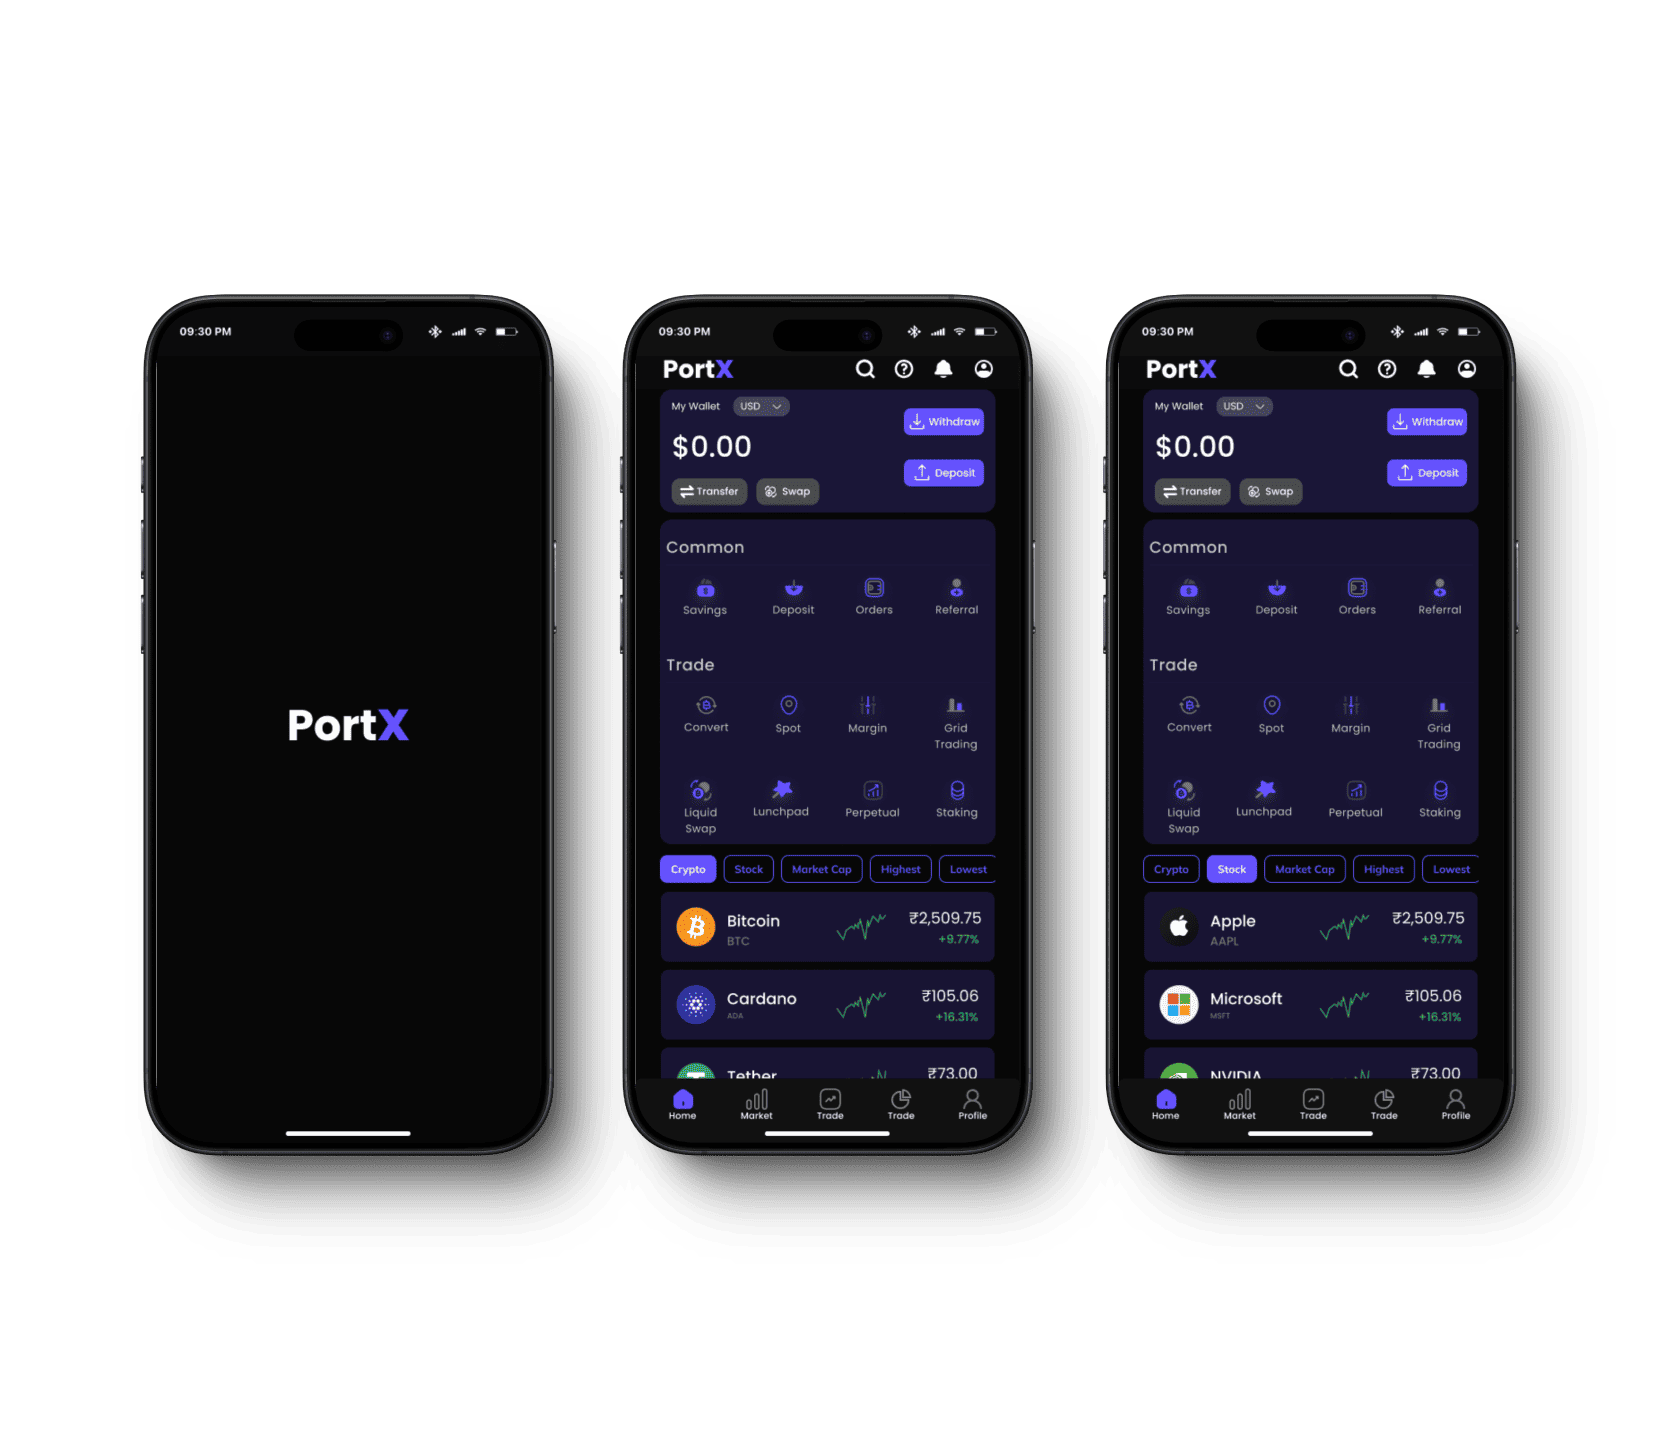 09:30 PM
PortX
09:30 PM
PortX
My Wallet USD
Withdraw
$0.00
Deposit
Transfer Swap
Common
Savings Deposit Orders Referral
Trade
Convert Spot Margin Grid
Trading
Liquid Lunchpad Perpetual Staking
Swap
Crypto Stock Market Cap Highest Lowest
Bitcoin ₹2,509.75
BTC +9.77%
Cardano ₹105.06
ADA +16.31%
Tether ₹73.00
Home Market Trade Trade Profile
09:30 PM
PortX
My Wallet USD
Withdraw
$0.00
Deposit
Transfer Swap
Common
Savings Deposit Orders Referral
Trade
Convert Spot Margin Grid
Trading
Liquid Lunchpad Perpetual Staking
Swap
Crypto Stock Market Cap Highest Lowest
Apple ₹2,509.75
AAPL +9.77%
Microsoft ₹105.06
MSFT +16.31%
NVIDIA ₹73.00
Home Market Trade Trade Profile